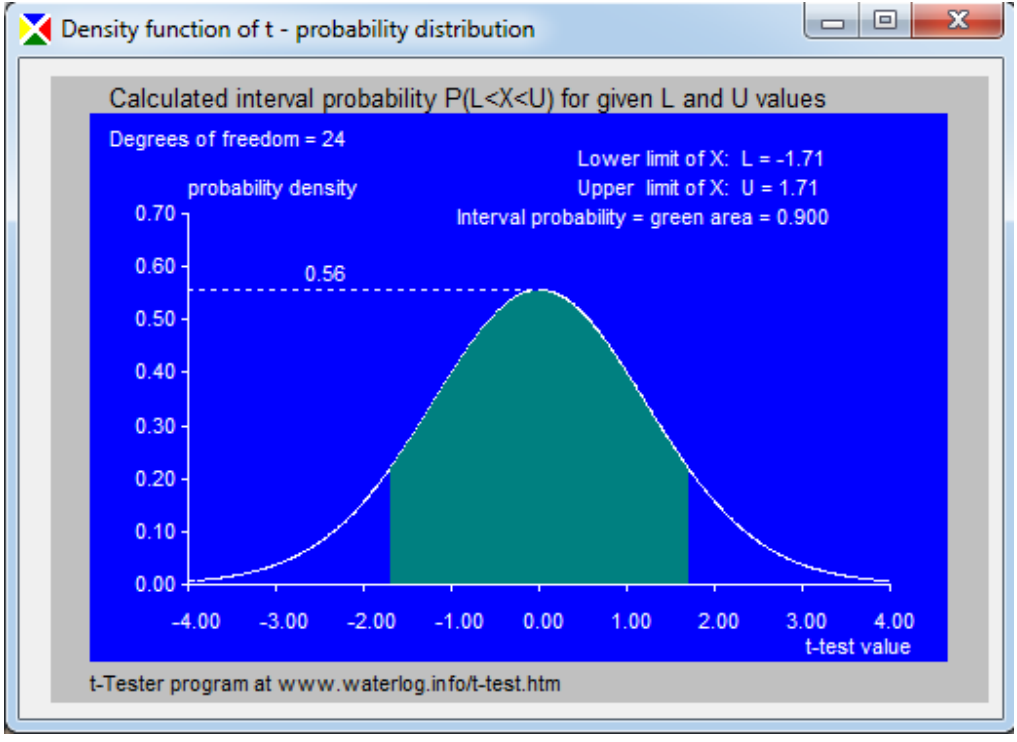 Density function of t - probability distribution
Calculated interval probability P(L<X<U) for given L and U values
Degrees of freedom = 24
Lower limit of X:  L = -1.71
probability density
Upper  limit of X:  U = 1.71
0.70
Interval probability = green area = 0.900
0.60
0.56
0.50
0.40
0.30
0.20
0.10
0.00
-4.00 -3.00 -2.00 -1.00 0.00 1.00 2.00 3.00 4.00
t-test value
t-Tester program at www.waterlog.info/t-test.htm